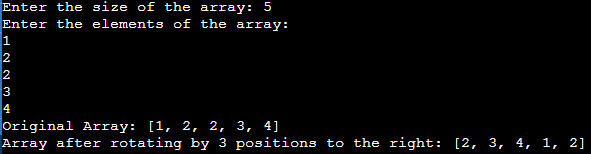 Enter the size of the array: 5
Enter the elements of the array:
1
2
2
3
4
Original Array: [1, 2, 2, 3, 4]
Array after rotating by 3 positions to the right: [2, 3, 4, 1, 2]